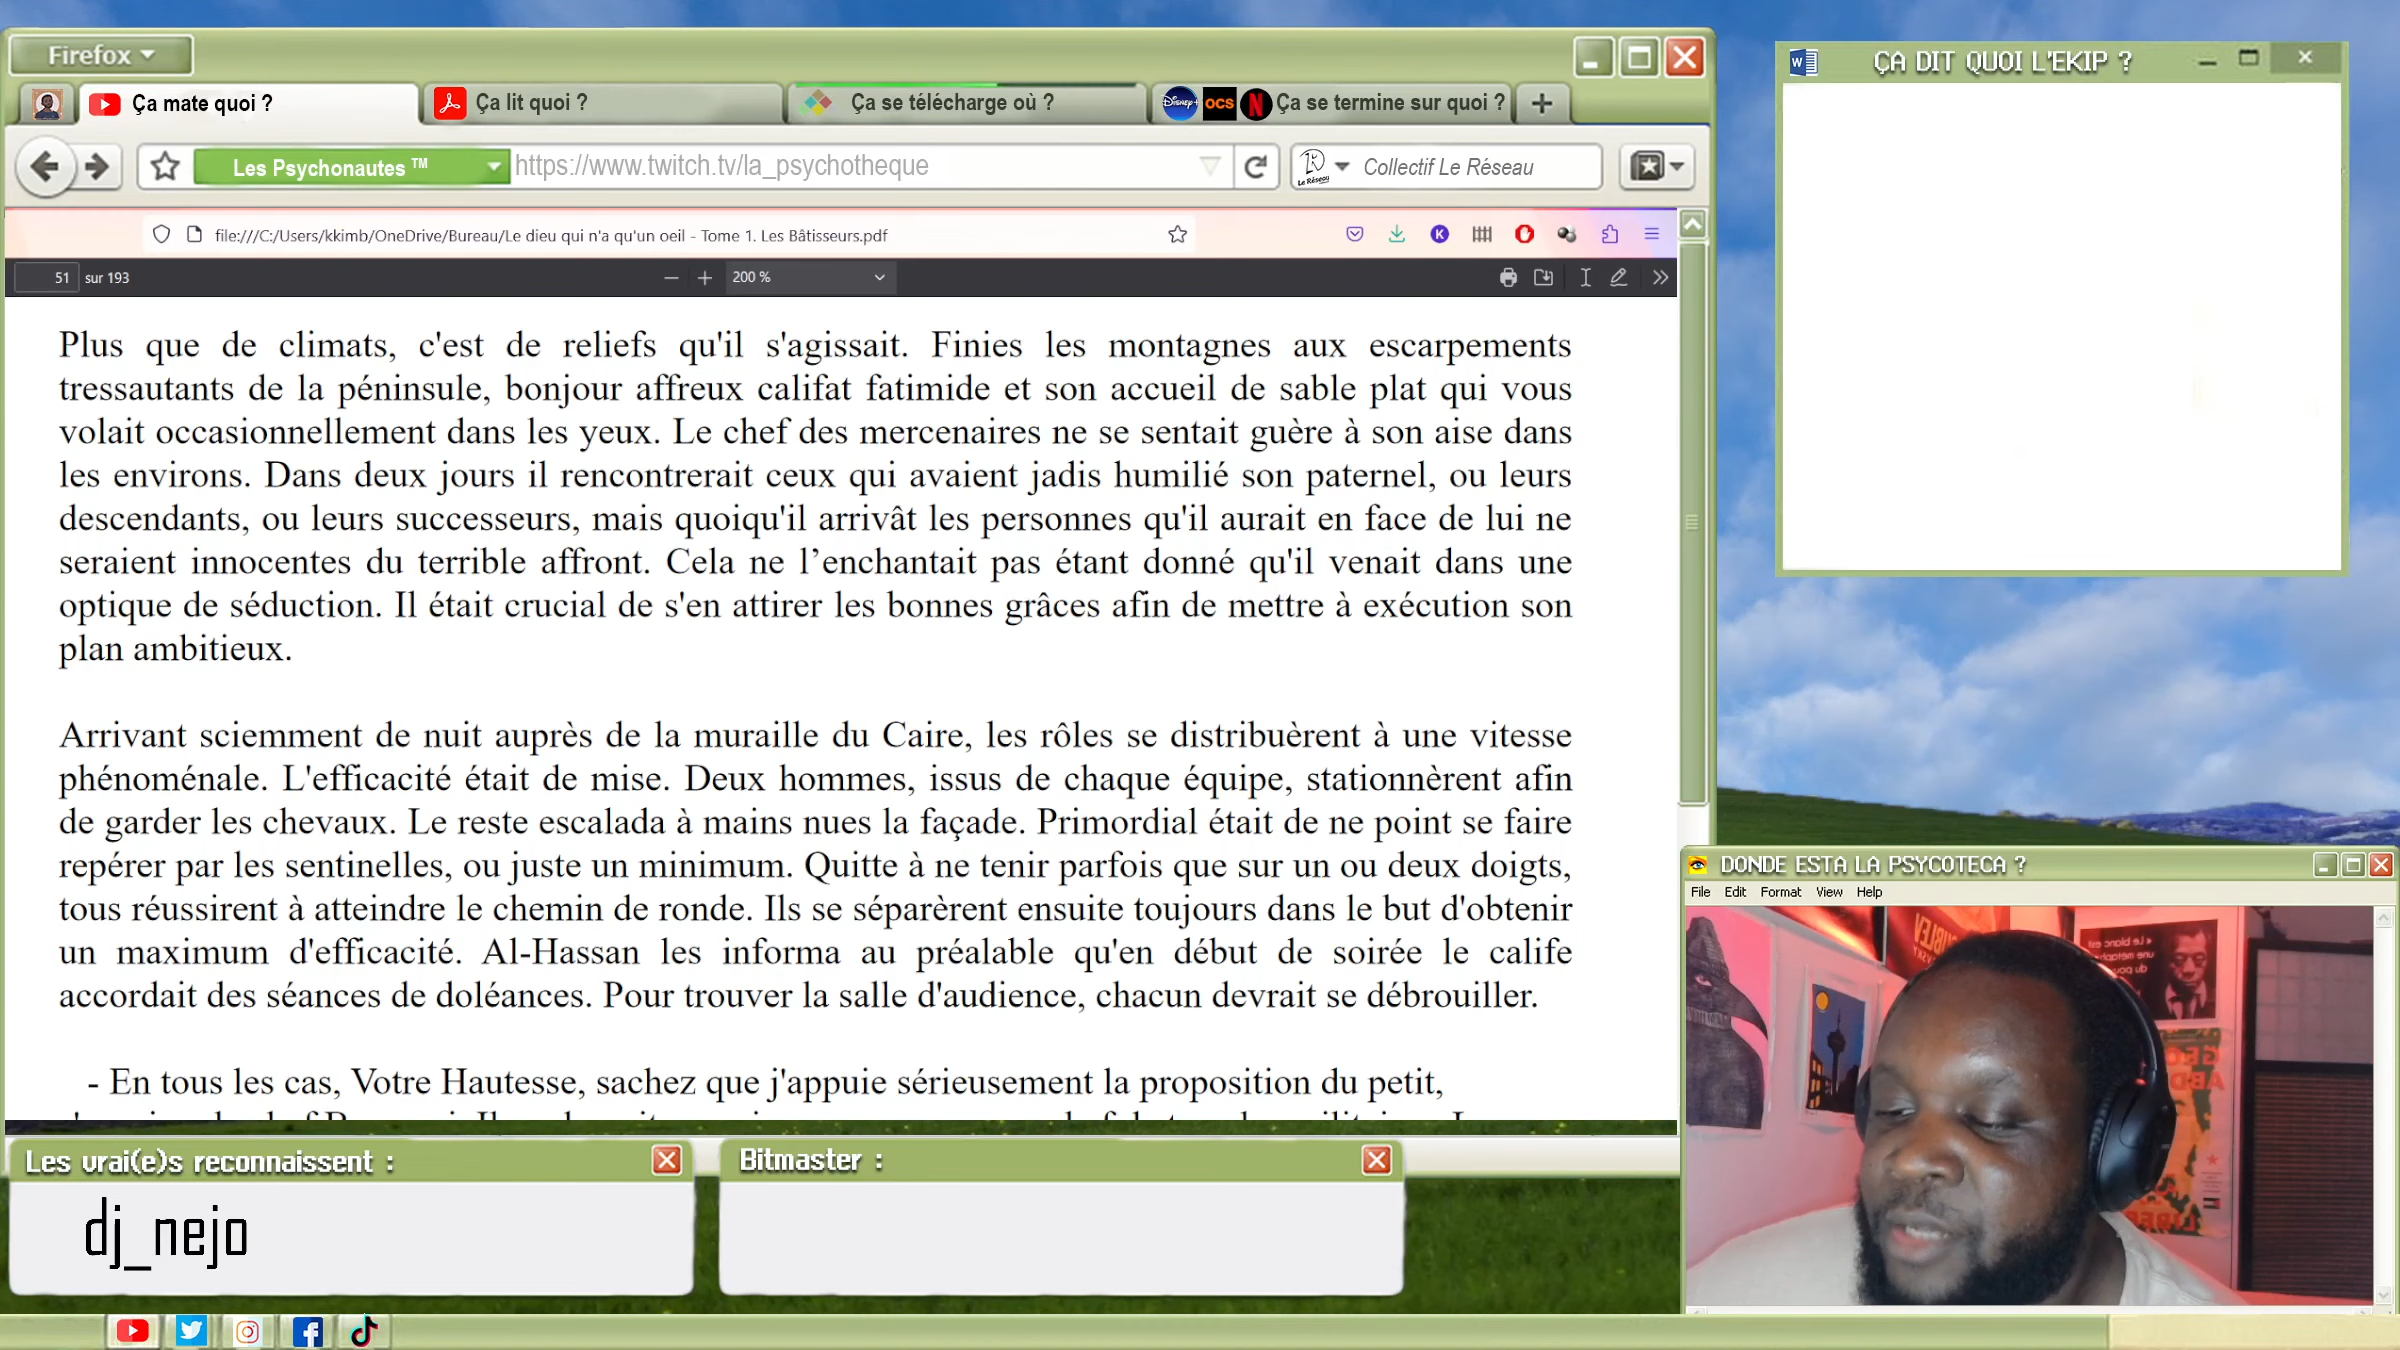 Firefox
Ça mate quoi ?
Ça lit quoi ?
Ça se télécharge où ?
Disney+ OCS N Ça se termine sur quoi ?
Les Psychonautes ™
https://www.twitch.tv/la_psychotheque
Le Réseau
Collectif Le Réseau
file:///C:/Users/kkimb/OneDrive/Bureau/Le dieu qui n'a qu'un oeil - Tome 1. Les Bâtisseurs.pdf
51 sur 193
200 %
Plus que de climats, c'est de reliefs qu'il s'agissait. Finies les montagnes aux escarpements
tressautants de la péninsule, bonjour affreux califat fatimide et son accueil de sable plat qui vous
volait occasionnellement dans les yeux. Le chef des mercenaires ne se sentait guère à son aise dans
les environs. Dans deux jours il rencontrerait ceux qui avaient jadis humilié son paternel, ou leurs
descendants, ou leurs successeurs, mais quoiqu'il arrivât les personnes qu'il aurait en face de lui ne
seraient innocentes du terrible affront. Cela ne l’enchantait pas étant donné qu'il venait dans une
optique de séduction. Il était crucial de s'en attirer les bonnes grâces afin de mettre à exécution son
plan ambitieux.
Arrivant sciemment de nuit auprès de la muraille du Caire, les rôles se distribuèrent à une vitesse
phénoménale. L'efficacité était de mise. Deux hommes, issus de chaque équipe, stationnèrent afin
de garder les chevaux. Le reste escalada à mains nues la façade. Primordial était de ne point se faire
repérer par les sentinelles, ou juste un minimum. Quitte à ne tenir parfois que sur un ou deux doigts,
tous réussirent à atteindre le chemin de ronde. Ils se séparèrent ensuite toujours dans le but d'obtenir
un maximum d'efficacité. Al-Hassan les informa au préalable qu'en début de soirée le calife
accordait des séances de doléances. Pour trouver la salle d'audience, chacun devrait se débrouiller.
- En tous les cas, Votre Hautesse, sachez que j'appuie sérieusement la proposition du petit,
ÇA DIT QUOI L'EKIP ?
DONDE ESTA LA PSYCOTECA ?
File Edit Format View Help
« Le blanc est
une métaphore
du pouvoir
Les vrai(e)s reconnaissent :
dj_nejo
Bitmaster :